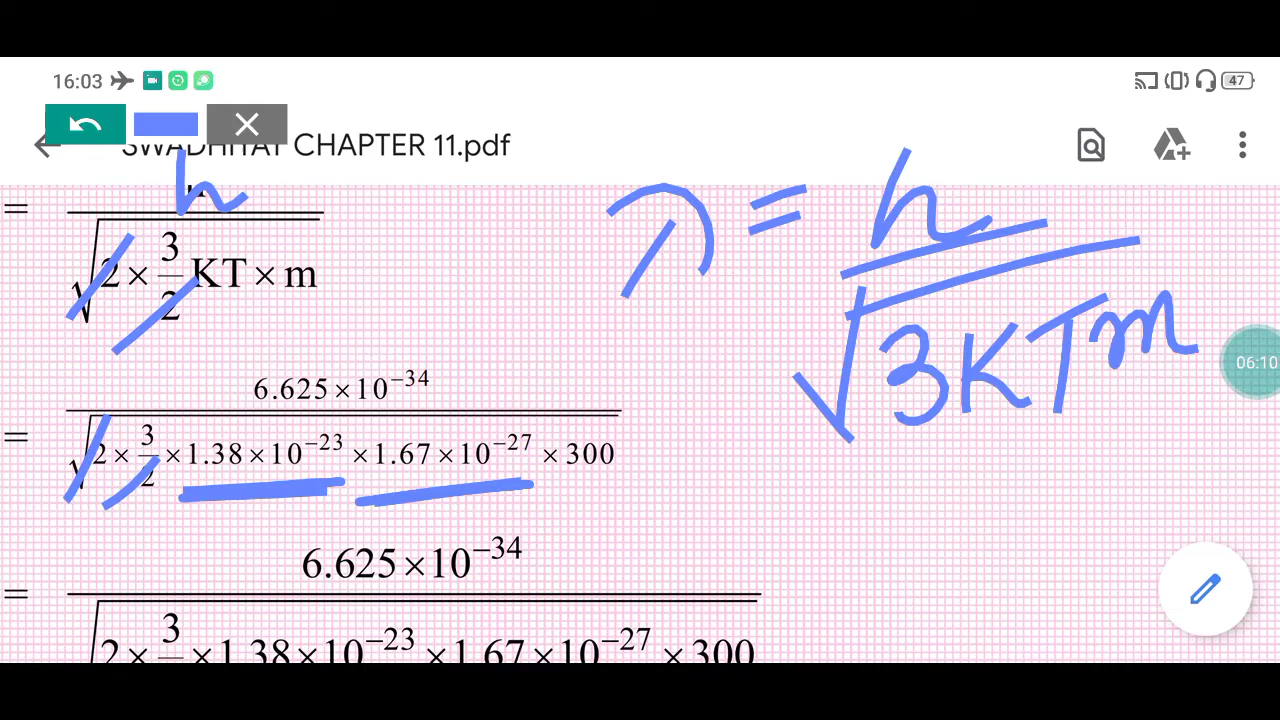 16:03 47
SWADHIYAY CHAPTER 11.pdf
= h / √(2 × 3/2 KT × m)
λ = h / √(3KTm)
06:10
= 6.625 × 10⁻³⁴ / √(2 × 3/2 × 1.38 × 10⁻²³ × 1.67 × 10⁻²⁷ × 300)
= 6.625 × 10⁻³⁴ / √(2 × 3/ × 1.38 × 10⁻²³ × 1.67 × 10⁻²⁷ × 300